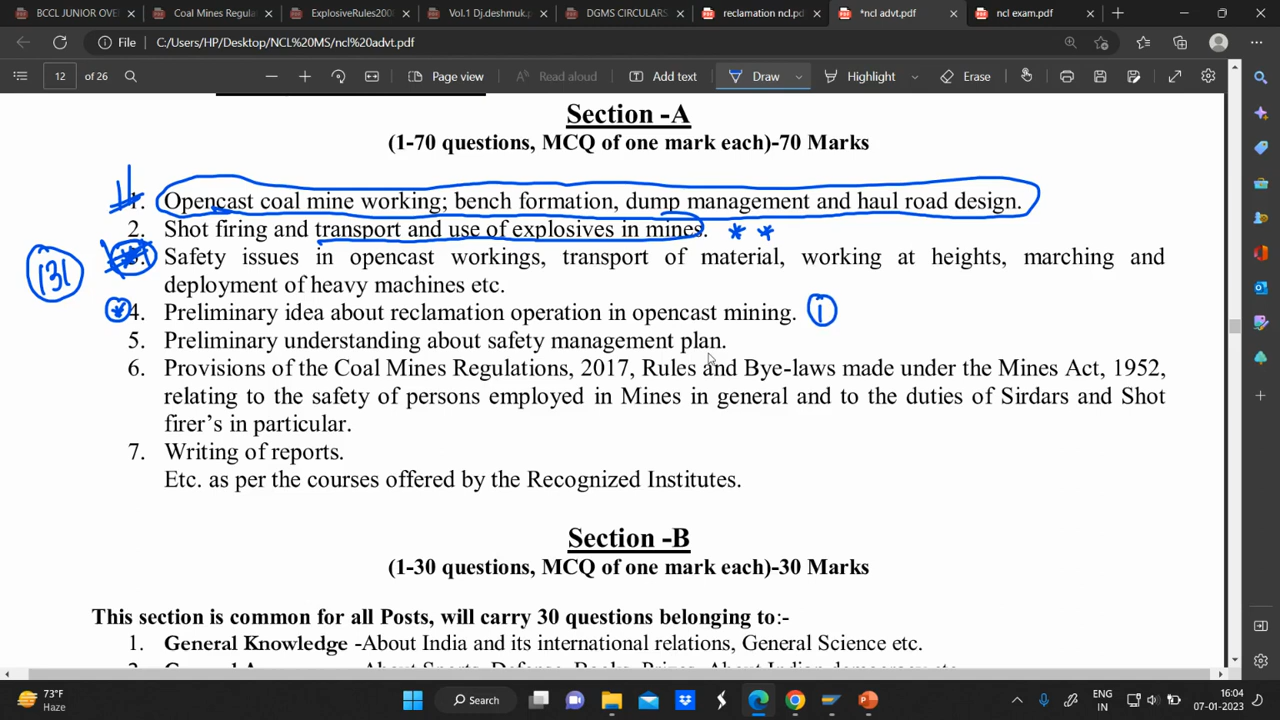 BCCL JUNIOR OVER
Coal Mines Regula
ExplosiveRules200
Vol.1 Dj.deshmuk.p
DGMS CIRCULARS
reclamation ncl.pd
*ncl advt.pdf
ncl exam.pdf
File C:/Users/HP/Desktop/NCL%20MS/ncl%20advt.pdf
12 of 26 Page view Read aloud Add text Draw Highlight Erase
Section -A
(1-70 questions, MCQ of one mark each)-70 Marks
1. Opencast coal mine working; bench formation, dump management and haul road design.
2. Shot firing and transport and use of explosives in mines. * *
131
Safety issues in opencast workings, transport of material, working at heights, marching and
deployment of heavy machines etc.
* 4. Preliminary idea about reclamation operation in opencast mining. 1
5. Preliminary understanding about safety management plan.
6. Provisions of the Coal Mines Regulations, 2017, Rules and Bye-laws made under the Mines Act, 1952,
relating to the safety of persons employed in Mines in general and to the duties of Sirdars and Shot
firer’s in particular.
7. Writing of reports.
Etc. as per the courses offered by the Recognized Institutes.
Section -B
(1-30 questions, MCQ of one mark each)-30 Marks
This section is common for all Posts, will carry 30 questions belonging to:-
1. General Knowledge -About India and its international relations, General Science etc.
73°F
Haze
Search
ENG
IN
16:04
07-01-2023